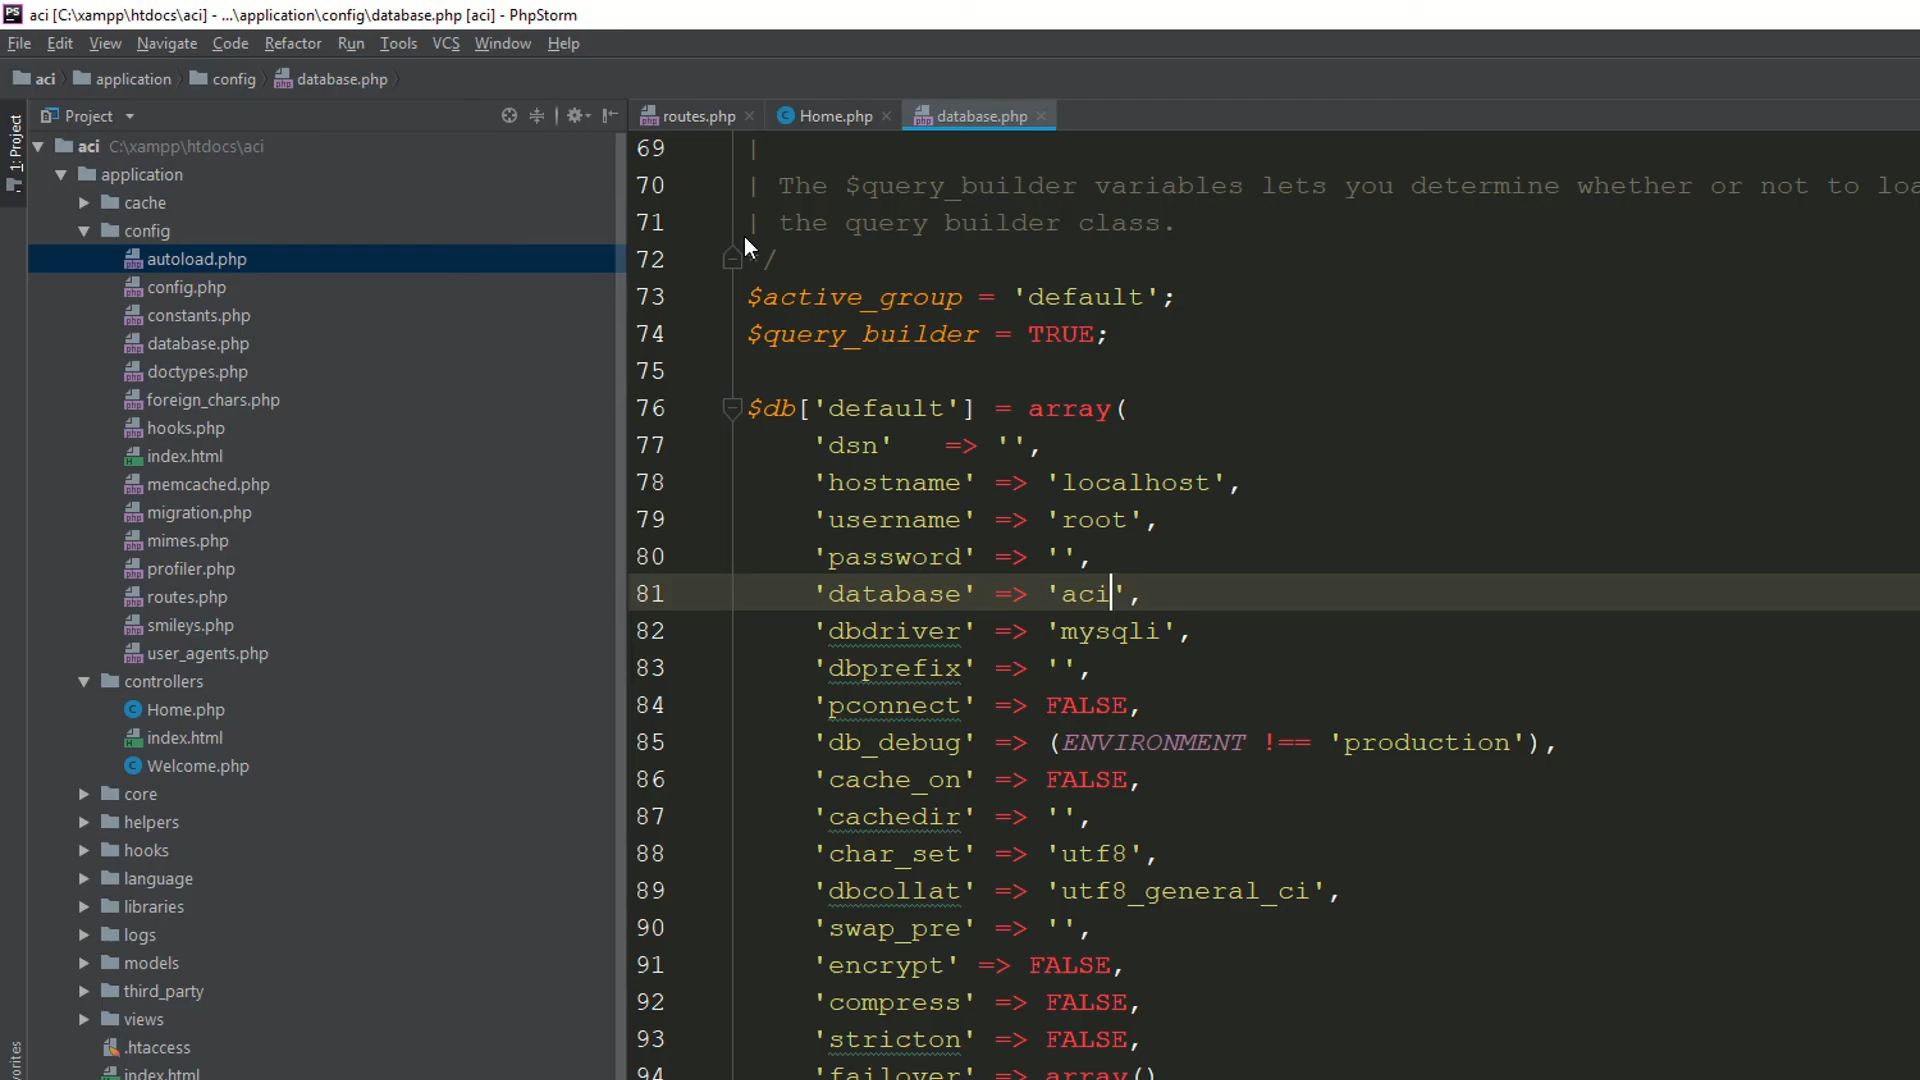 PS aci [C:\xampp\htdocs\aci] - ...\application\config\database.php [aci] - PhpStorm
File Edit View Navigate Code Refactor Run Tools VCS Window Help
aci application config database.php
1: Project
Project
routes.php Home.php database.php
aci C:\xampp\htdocs\aci
application
cache
config
autoload.php
config.php
constants.php
database.php
doctypes.php
foreign_chars.php
hooks.php
index.html
memcached.php
migration.php
mimes.php
profiler.php
routes.php
smileys.php
user_agents.php
controllers
Home.php
index.html
Welcome.php
core
helpers
hooks
language
libraries
logs
models
third_party
views
.htaccess
index.html
69 |
70 | The $query_builder variables lets you determine whether or not to loa
71 | the query builder class.
72 /
73 $active_group = 'default';
74 $query_builder = TRUE;
75
76 $db['default'] = array(
77 'dsn' => '',
78 'hostname' => 'localhost',
79 'username' => 'root',
80 'password' => '',
81 'database' => 'aci',
82 'dbdriver' => 'mysqli',
83 'dbprefix' => '',
84 'pconnect' => FALSE,
85 'db_debug' => (ENVIRONMENT !== 'production'),
86 'cache_on' => FALSE,
87 'cachedir' => '',
88 'char_set' => 'utf8',
89 'dbcollat' => 'utf8_general_ci',
90 'swap_pre' => '',
91 'encrypt' => FALSE,
92 'compress' => FALSE,
93 'stricton' => FALSE,
94 'failover' => array()